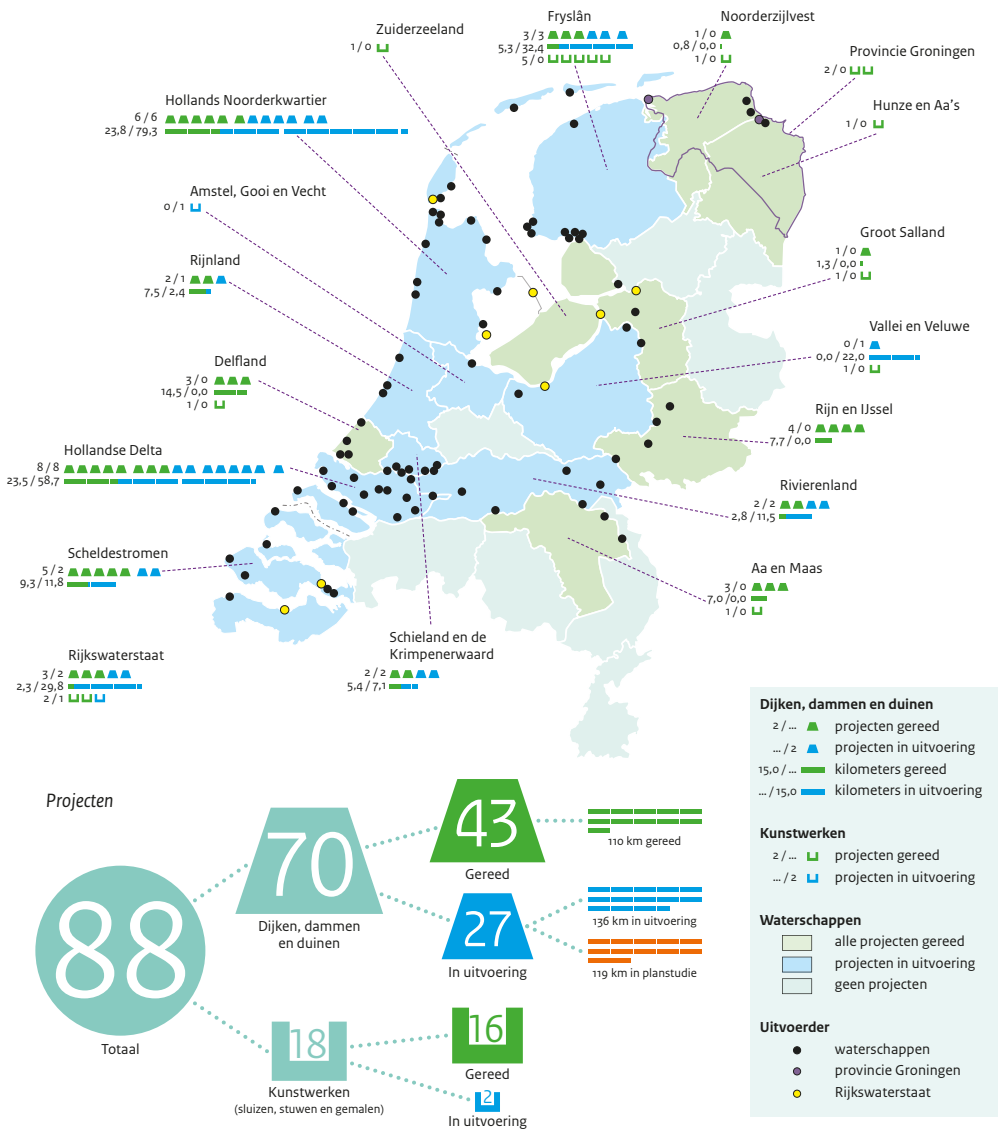 Zuiderzeeland
1 / 0
Fryslân
3 / 3
5,3 / 32,4
5 / 0
Noorderzijlvest
1 / 0
0,8 / 0,0
1 / 0
Provincie Groningen
2 / 0
Hunze en Aa's
1 / 0
Hollands Noorderkwartier
6 / 6
23,8 / 79,3
Amstel, Gooi en Vecht
0 / 1
Rijnland
2 / 1
7,5 / 2,4
Groot Salland
1 / 0
1,3 / 0,0
1 / 0
Vallei en Veluwe
0 / 1
0,0 / 22,0
1 / 0
Delfland
3 / 0
14,5 / 0,0
1 / 0
Rijn en IJssel
4 / 0
7,7 / 0,0
Hollandse Delta
8 / 8
23,5 / 58,7
Rivierenland
2 / 2
2,8 / 11,5
Scheldestromen
5 / 2
9,3 / 11,8
Aa en Maas
3 / 0
7,0 / 0,0
1 / 0
Schieland en de
Krimpenerwaard
2 / 2
5,4 / 7,1
Rijkswaterstaat
3 / 2
2,3 / 29,8
2 / 1
Dijken, dammen en duinen
2 / ... projecten gereed
... / 2 projecten in uitvoering
15,0 / ... kilometers gereed
... / 15,0 kilometers in uitvoering
Kunstwerken
2 / ... projecten gereed
... / 2 projecten in uitvoering
Waterschappen
alle projecten gereed
projecten in uitvoering
geen projecten
Uitvoerder
waterschappen
provincie Groningen
Rijkswaterstaat
Projecten
88
Totaal
70
Dijken, dammen
en duinen
43
Gereed
110 km gereed
27
In uitvoering
136 km in uitvoering
119 km in planstudie
18
Kunstwerken
(sluizen, stuwen en gemalen)
16
Gereed
2
In uitvoering